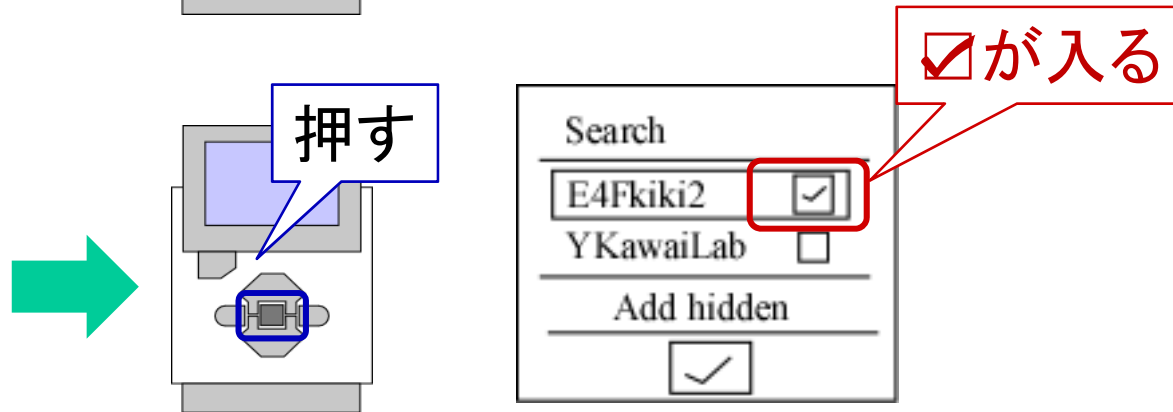 ☑が入る
押す
Search
E4Fkiki2
YKawaiLab
Add hidden